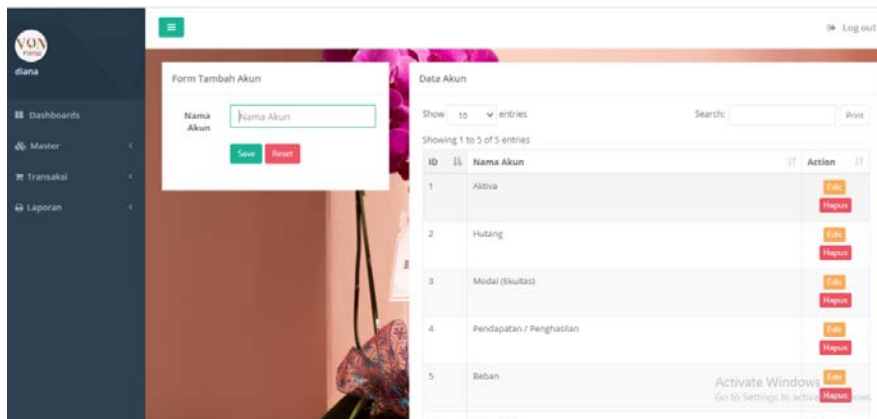 VON
diana
Dashboards
Master
Transaksi
Laporan
Log out
Form Tambah Akun
Nama Akun
Nama Akun
Save Reset
Data Akun
Show 10 entries
Search:
Print
Showing 1 to 5 of 5 entries
ID Nama Akun Action
1 Aktiva Edit
Hapus
2 Hutang Edit
Hapus
3 Modal (Ekuitas) Edit
Hapus
4 Pendapatan / Penghasilan Edit
Hapus
5 Beban Edit
Hapus
Activate Windows
Go to Settings to activate Windows